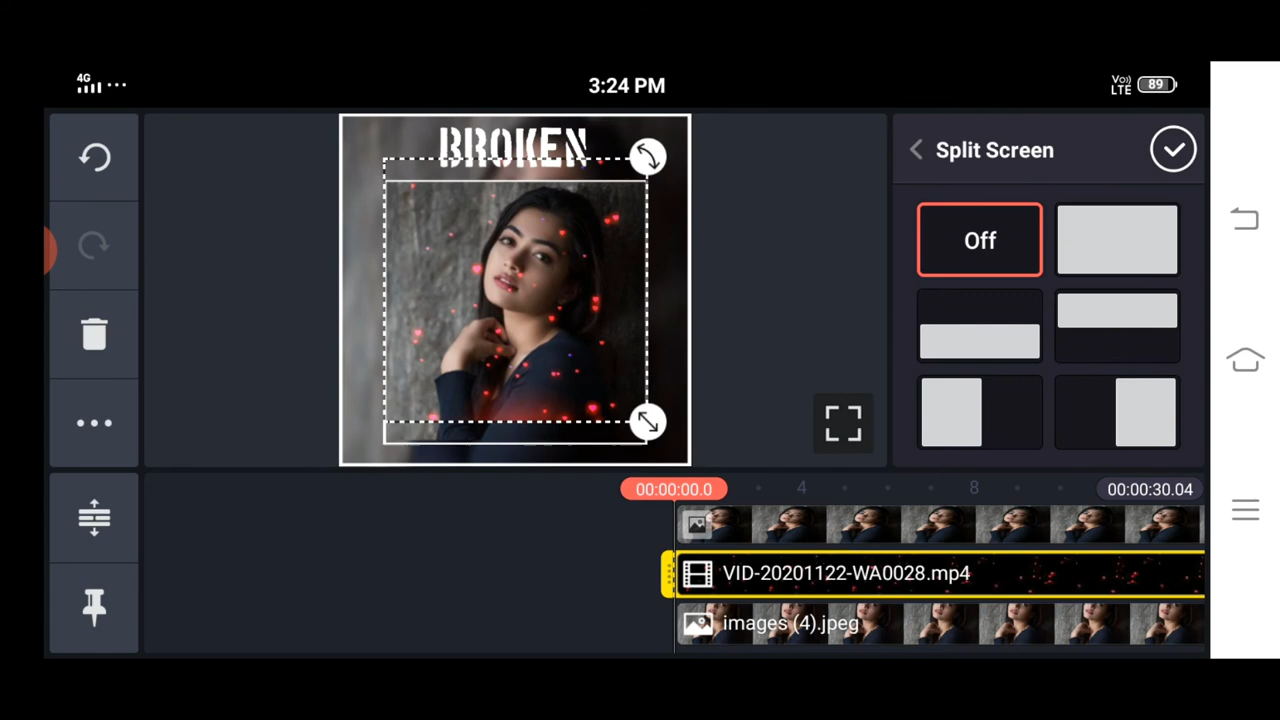 4G
3:24 PM
Vo))
LTE
89
BROKEN
Split Screen
Off
00:00:00.0
4
8
00:00:30.04
VID-20201122-WA0028.mp4
images (4).jpeg